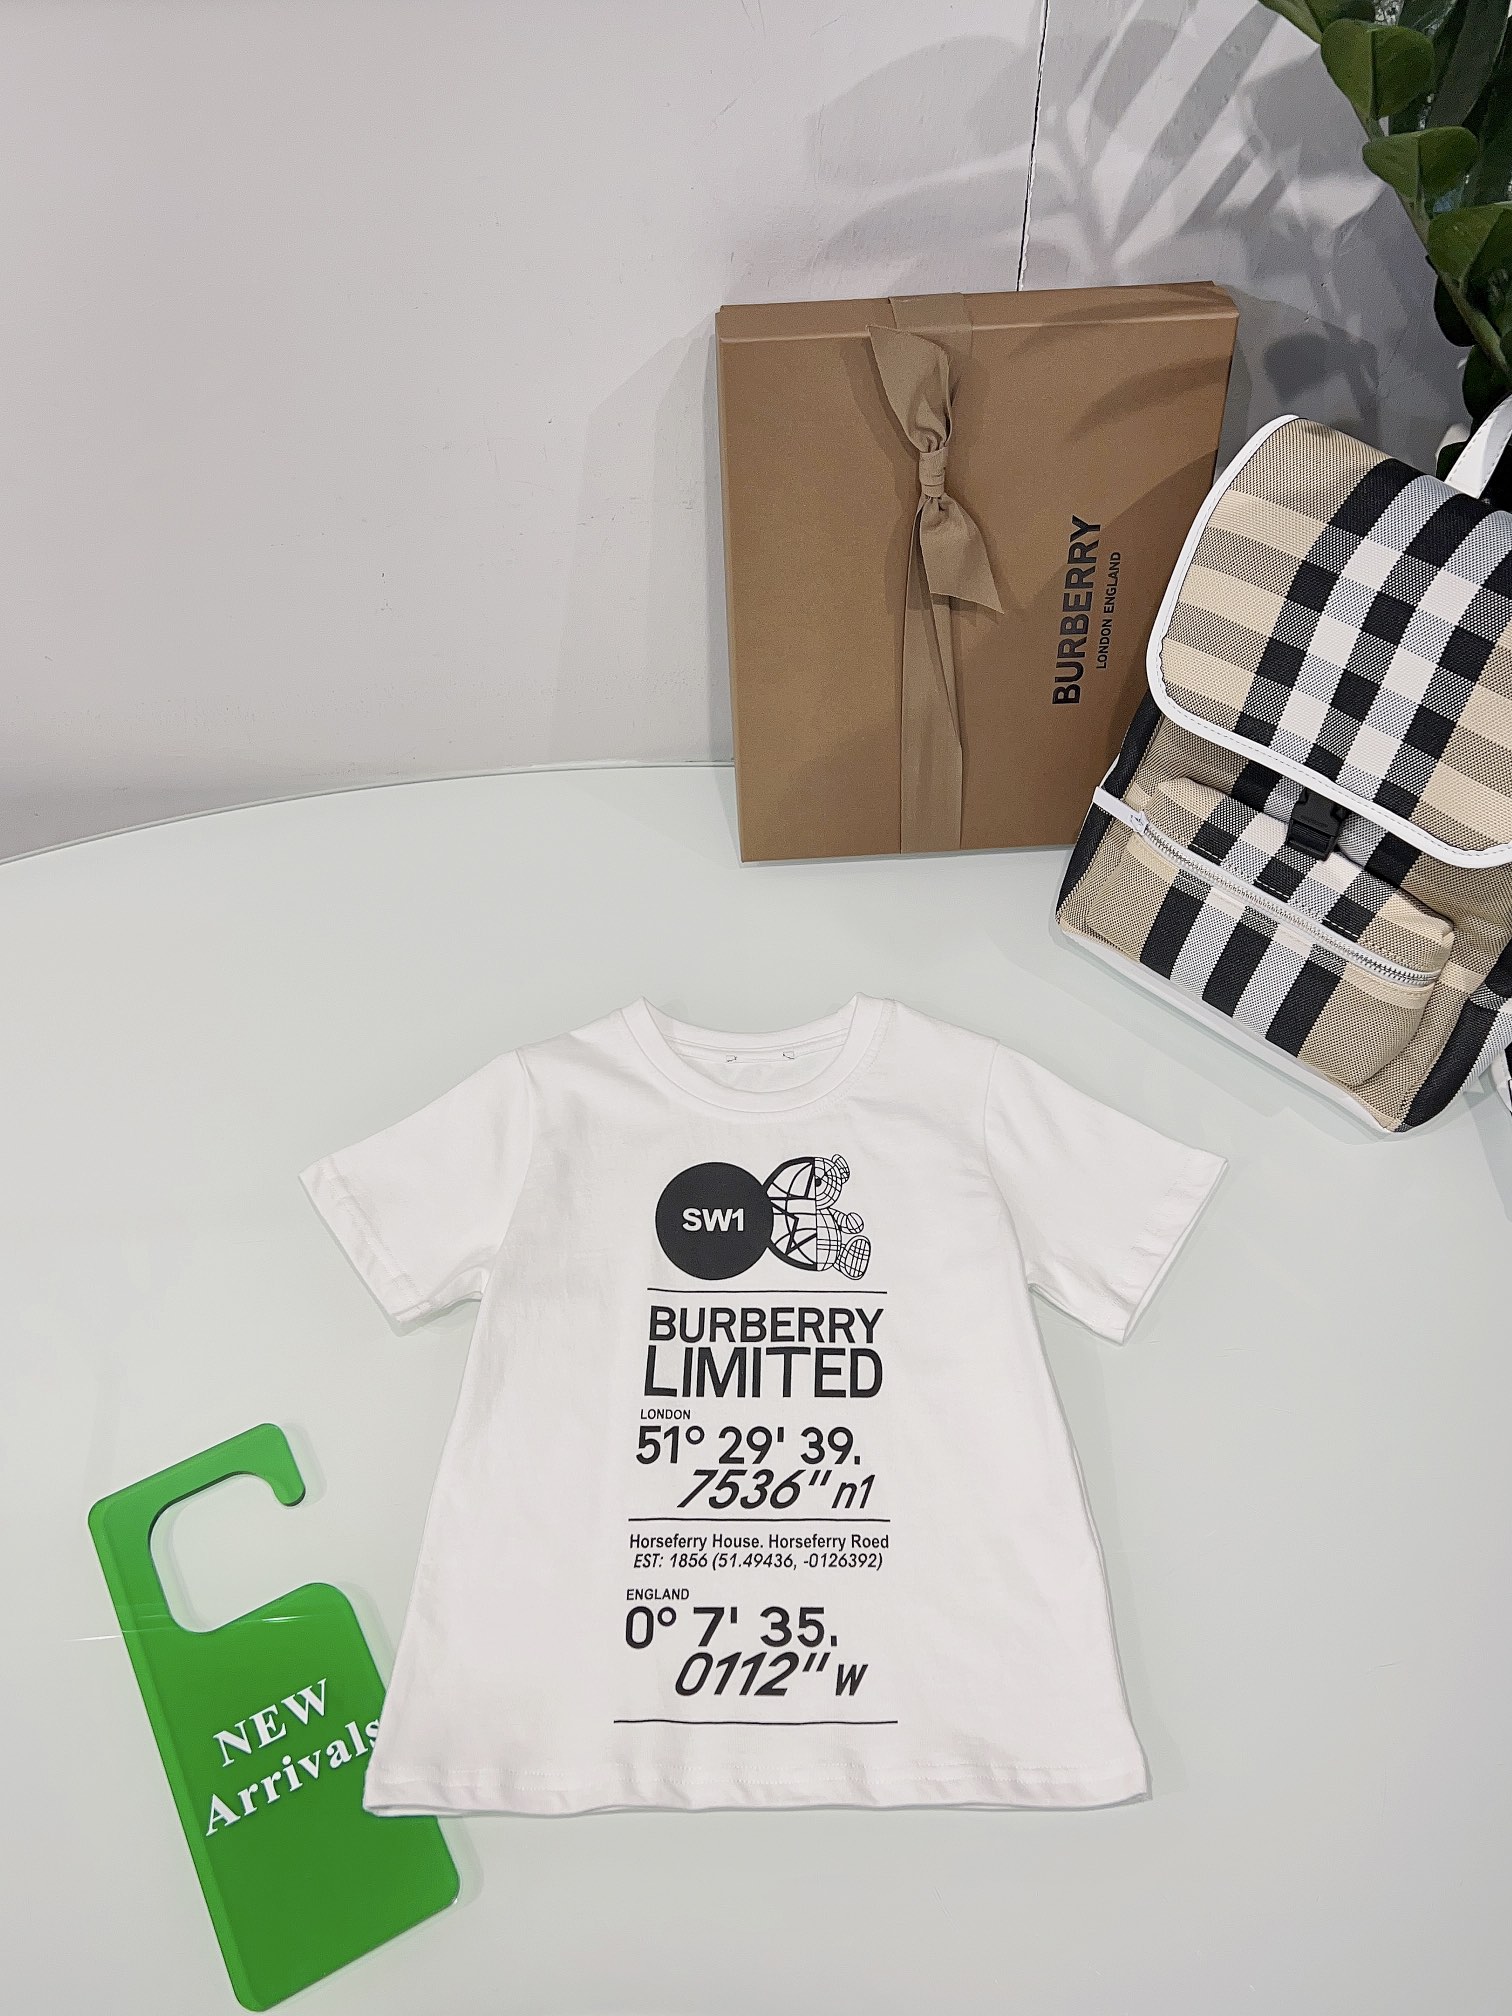 BURBERRY
LONDON ENGLAND
SW1
BURBERRY
LIMITED
LONDON
51° 29' 39.
7536"n1
Horseferry House. Horseferry Roed
EST: 1856 (51.49436, -0126392)
ENGLAND
0° 7' 35.
0112"w
NEW
Arrivals